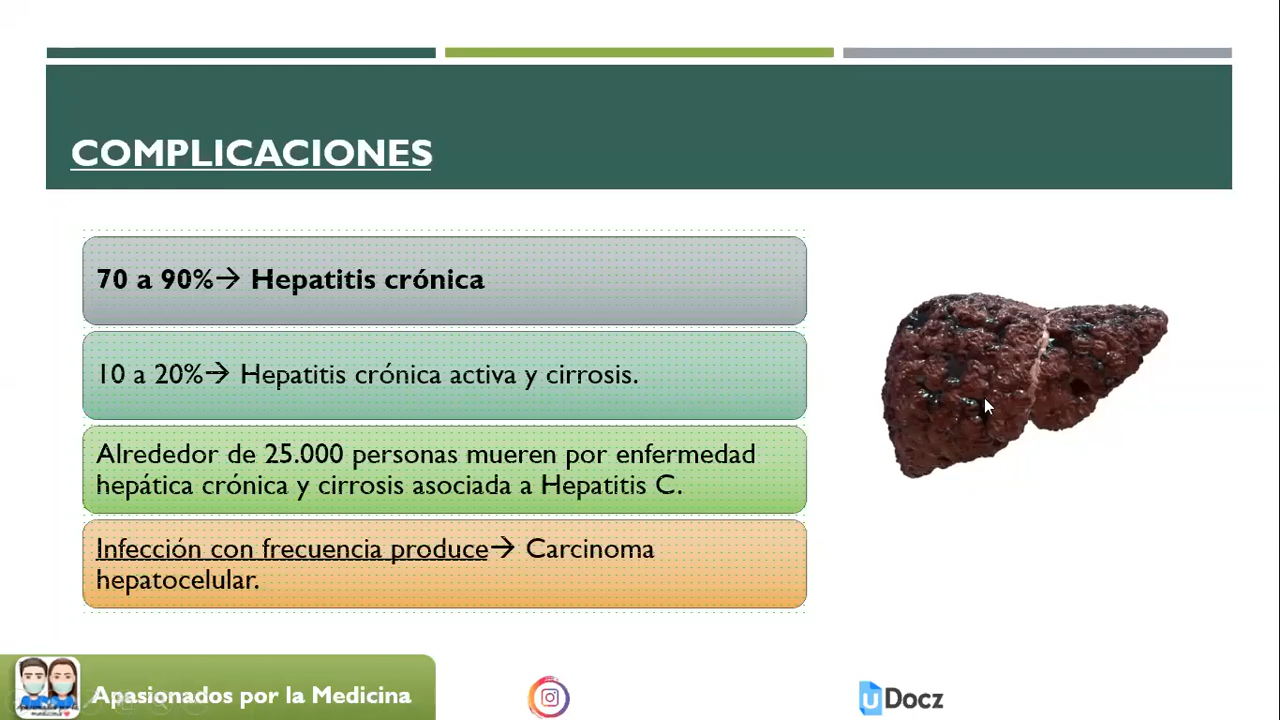 COMPLICACIONES
70 a 90%→ Hepatitis crónica
10 a 20%→ Hepatitis crónica activa y cirrosis.
Alrededor de 25.000 personas mueren por enfermedad
hepática crónica y cirrosis asociada a Hepatitis C.
Infección con frecuencia produce→ Carcinoma
hepatocelular.
Apasionados por la Medicina
uDocz